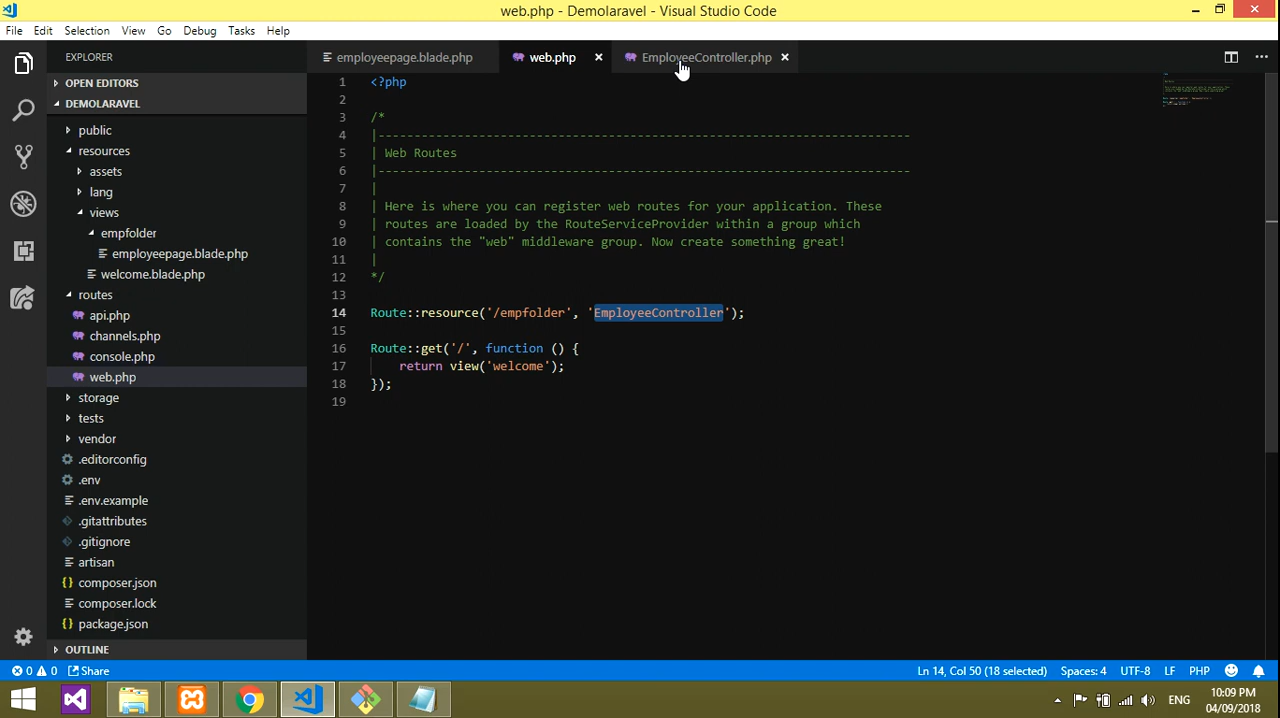 web.php - Demolaravel - Visual Studio Code
File Edit Selection View Go Debug Tasks Help
EXPLORER
OPEN EDITORS
DEMOLARAVEL
public
resources
assets
lang
views
empfolder
employeepage.blade.php
welcome.blade.php
routes
api.php
channels.php
console.php
web.php
storage
tests
vendor
.editorconfig
.env
.env.example
.gitattributes
.gitignore
artisan
composer.json
composer.lock
package.json
OUTLINE
employeepage.blade.php web.php EmployeeController.php
1 <?php
2
3 /*
4 |--------------------------------------------------------------------------
5 | Web Routes
6 |--------------------------------------------------------------------------
7 |
8 | Here is where you can register web routes for your application. These
9 | routes are loaded by the RouteServiceProvider within a group which
10 | contains the "web" middleware group. Now create something great!
11 |
12 */
13
14 Route::resource('/empfolder', 'EmployeeController');
15
16 Route::get('/', function () {
17 return view('welcome');
18 });
19
0 0 Share Ln 14, Col 50 (18 selected) Spaces: 4 UTF-8 LF PHP
ENG
10:09 PM
04/09/2018